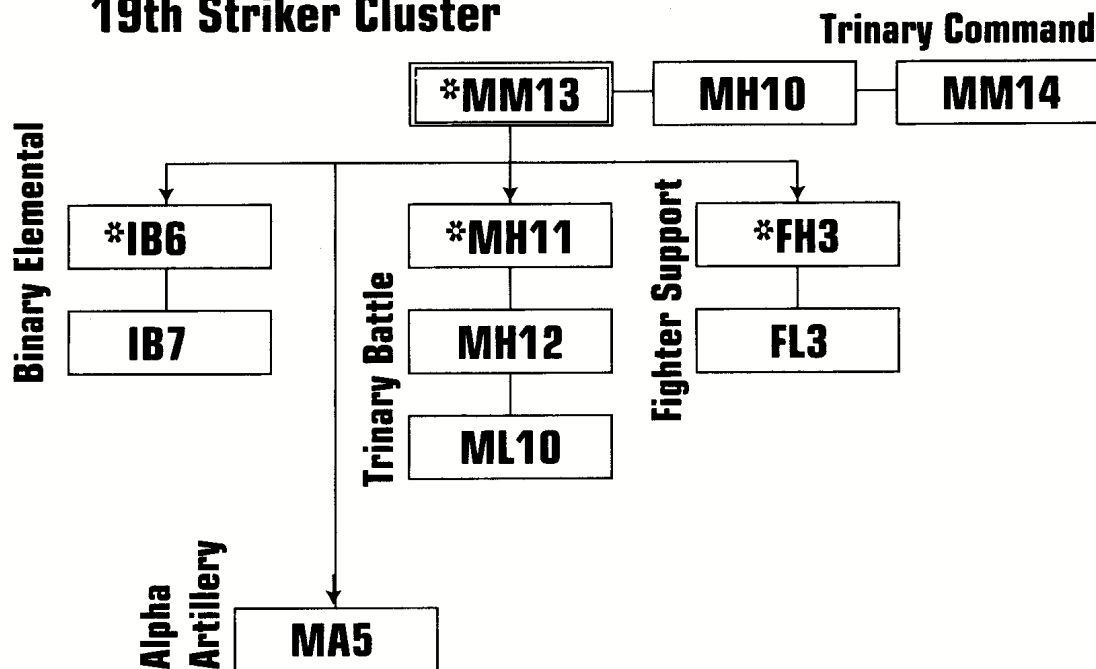 19th Striker Cluster
Trinary Command
*MM13
MH10
MM14
Binary Elemental
*IB6
IB7
Trinary Battle
*MH11
MH12
ML10
Fighter Support
*FH3
FL3
Alpha
Artillery
MA5